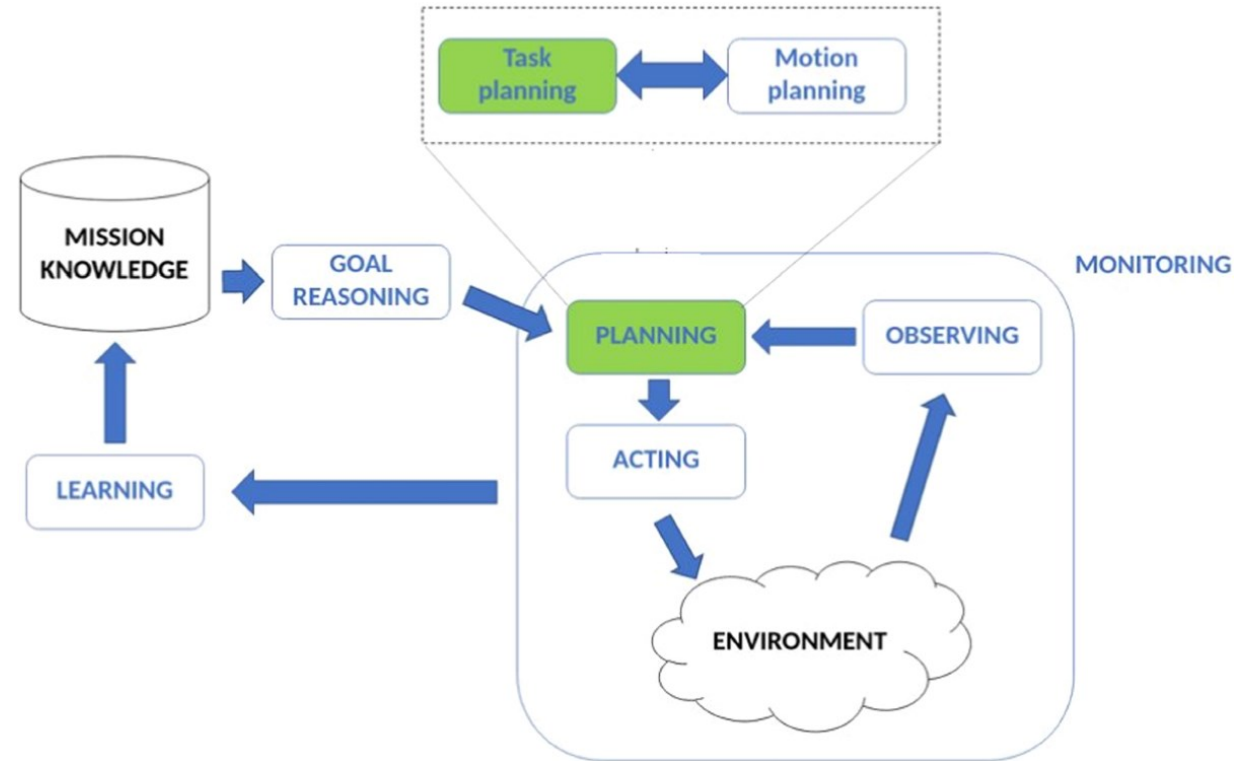 Task
planning
Motion
planning
MISSION
KNOWLEDGE
GOAL
REASONING
MONITORING
PLANNING
OBSERVING
ACTING
LEARNING
ENVIRONMENT